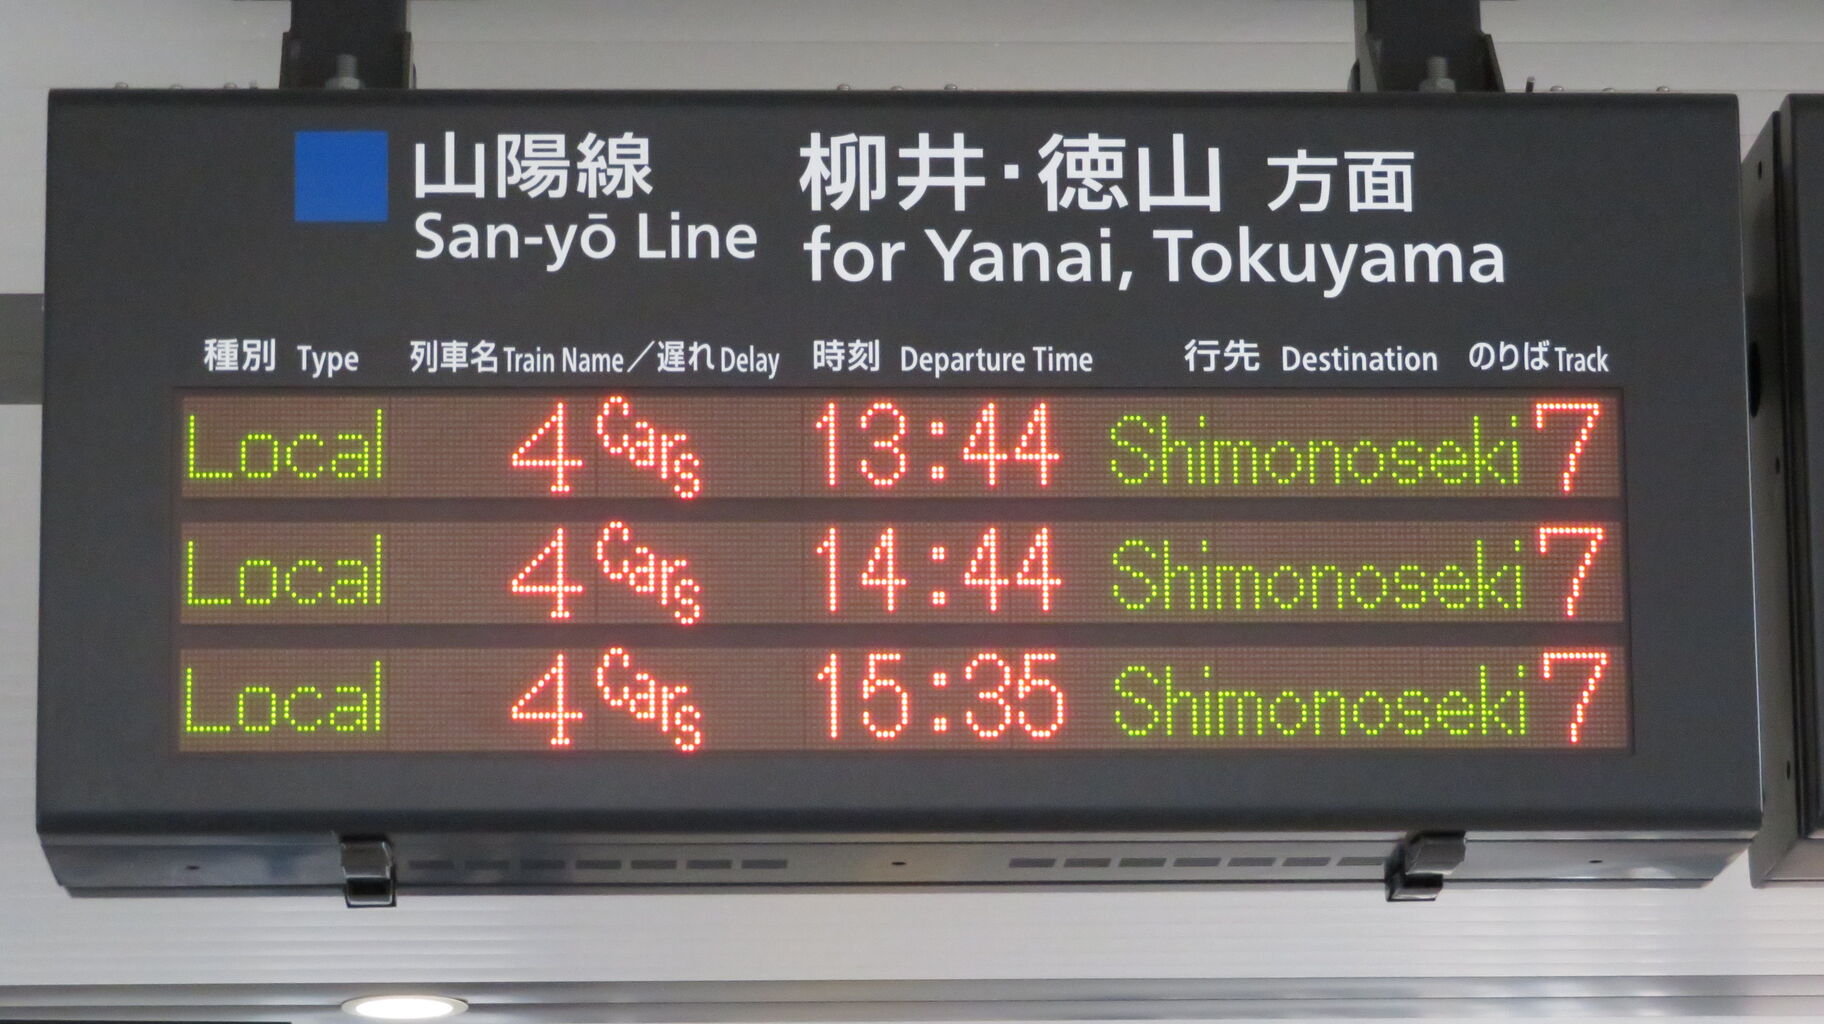 山陽線 柳井・徳山 方面
San-yō Line for Yanai, Tokuyama
種別 Type 列車名 Train Name／遅れ Delay 時刻 Departure Time 行先 Destination のりば Track
Local 4 Cars 13:44 Shimonoseki 7
Local 4 Cars 14:44 Shimonoseki 7
Local 4 Cars 15:35 Shimonoseki 7